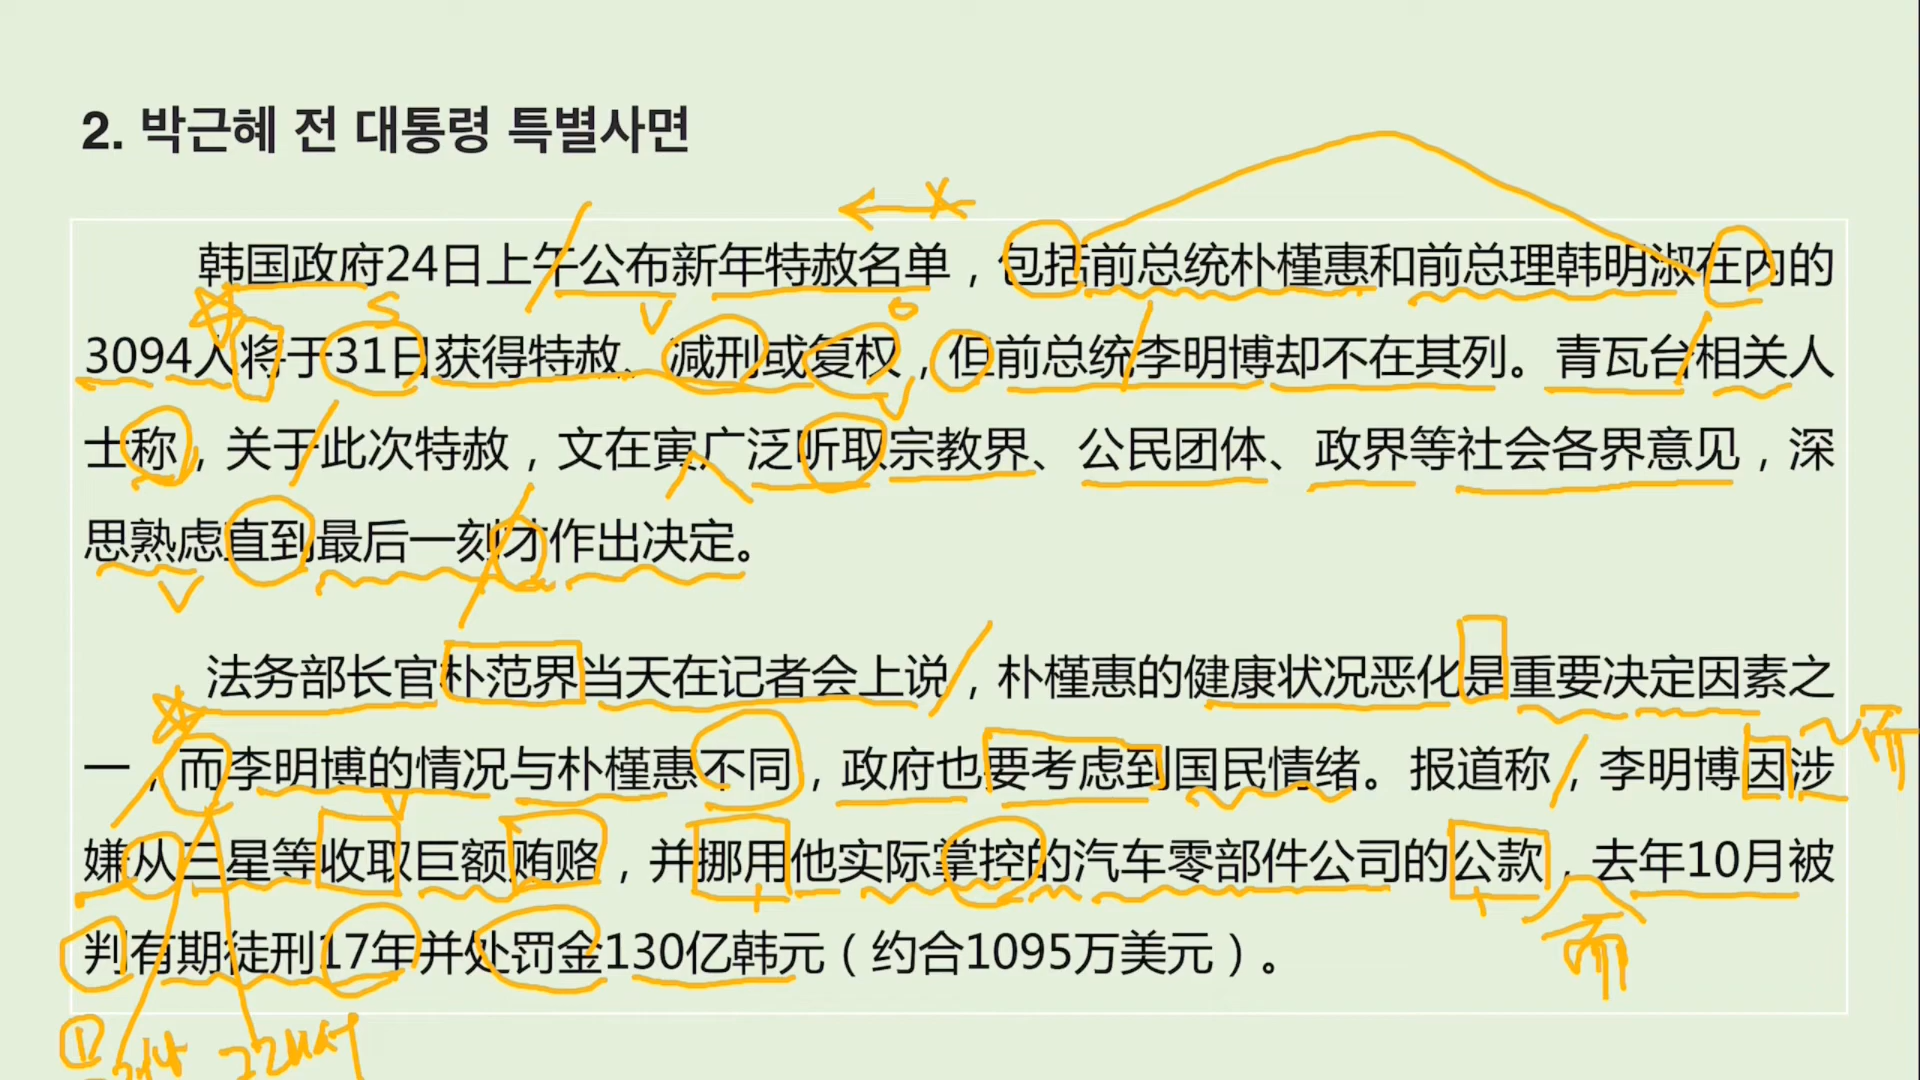 2. 박근혜 전 대통령 특별사면
韩国政府24日上午公布新年特赦名单，包括前总统朴槿惠和前总理韩明淑在内的
3094人将于31日获得特赦、减刑或复权，但前总统李明博却不在其列。青瓦台相关人
士称，关于此次特赦，文在寅广泛听取宗教界、公民团体、政界等社会各界意见，深
思熟虑直到最后一刻才作出决定。
法务部长官朴范界当天在记者会上说，朴槿惠的健康状况恶化是重要决定因素之
一，而李明博的情况与朴槿惠不同，政府也要考虑到国民情绪。报道称，李明博因涉
嫌从三星等收取巨额贿赂，并挪用他实际掌控的汽车零部件公司的公款，去年10月被
判有期徒刑17年并处罚金130亿韩元（约合1095万美元）。
①